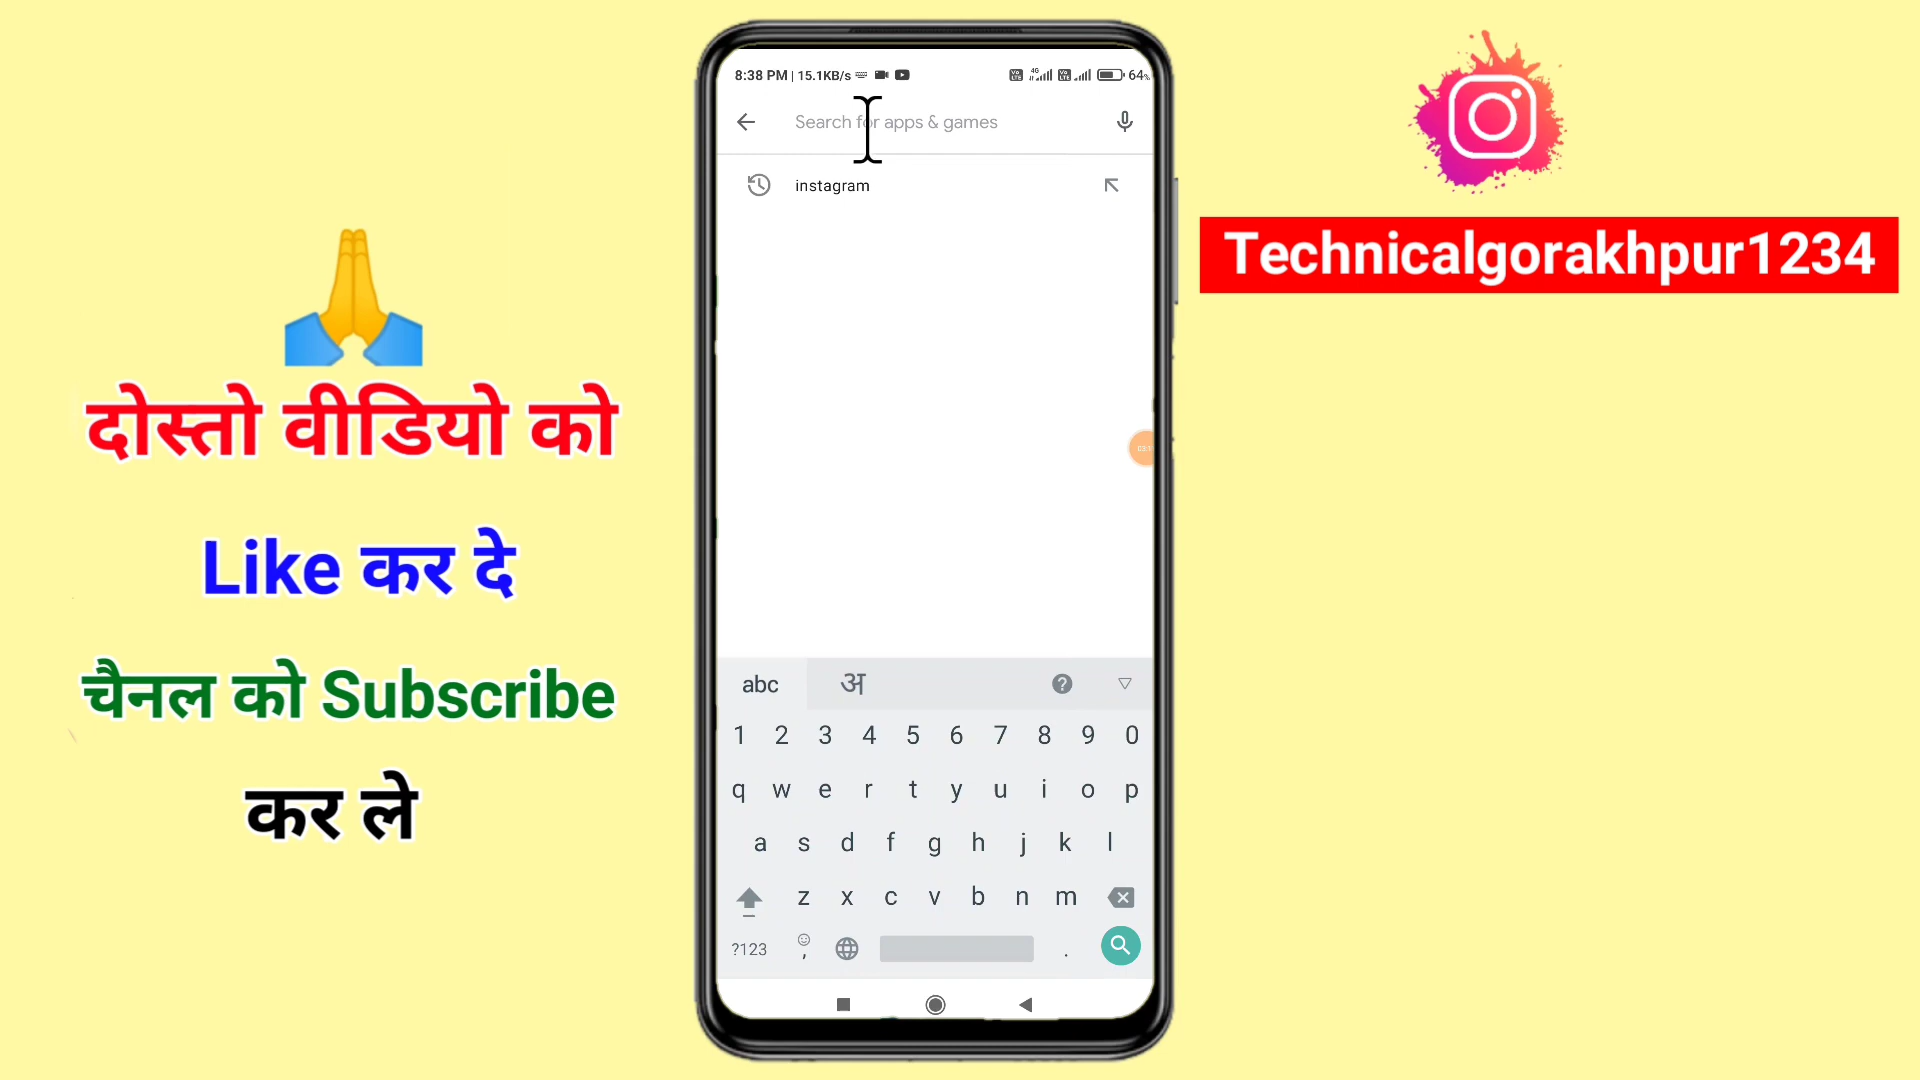 दोस्तो वीडियो को
Like कर दे
चैनल को Subscribe
कर ले
8:38 PM | 15.1KB/s
4G
64%
Search for apps & games
instagram
abc अ
1 2 3 4 5 6 7 8 9 0
q w e r t y u i o p
a s d f g h j k l
z x c v b n m
?123 , .
Technicalgorakhpur1234